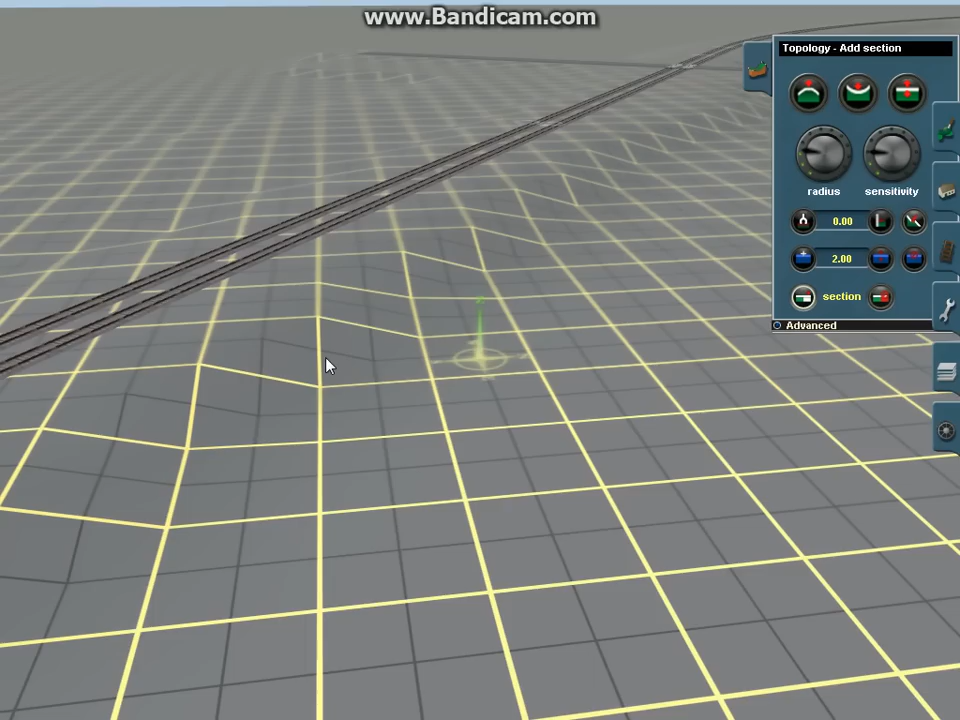 www.Bandicam.com
Topology - Add section
radius sensitivity
0.00
2.00
section
Advanced